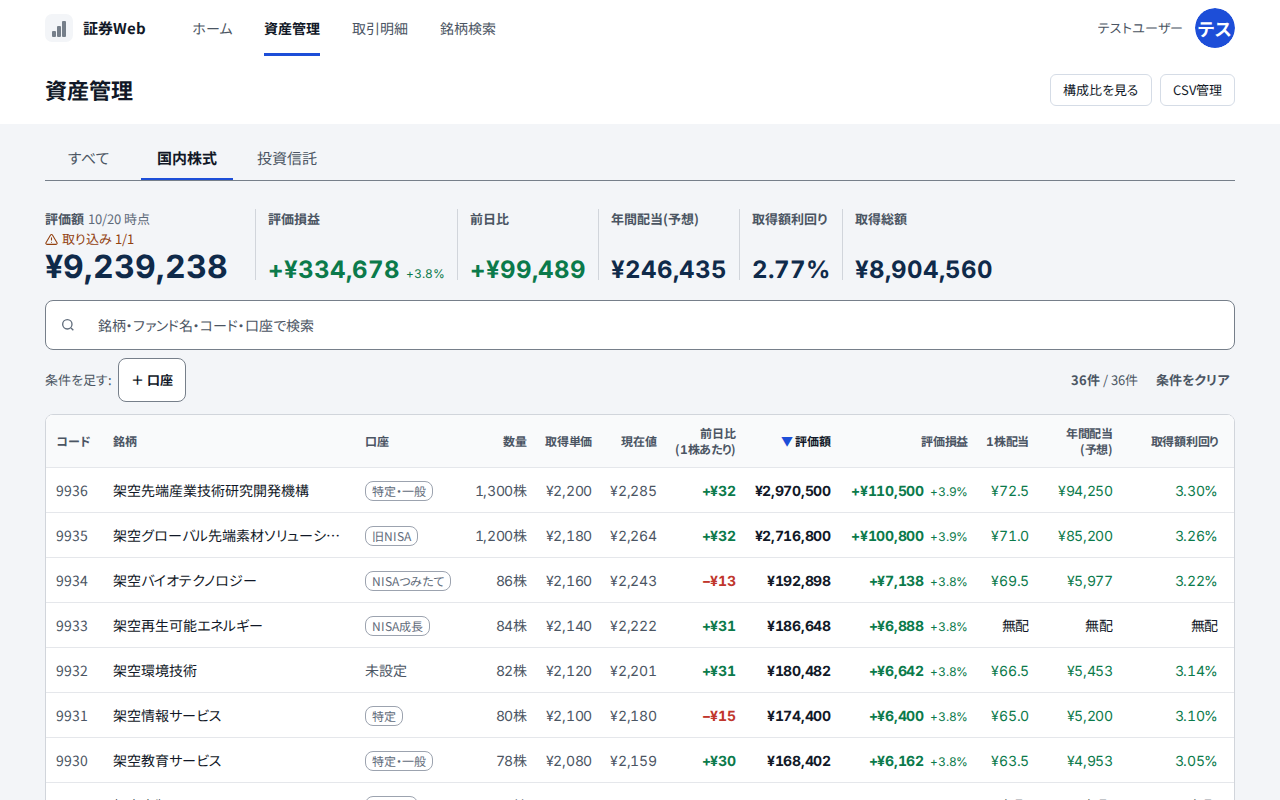 証券Web ホーム 資産管理 取引明細 銘柄検索 テストユーザー テス
資産管理 構成比を見る CSV管理
すべて 国内株式 投資信託
評価額 10/20 時点 評価損益 前日比 年間配当(予想) 取得額利回り 取得総額
取り込み 1/1
¥9,239,238 +¥334,678 +3.8% +¥99,489 ¥246,435 2.77% ¥8,904,560
銘柄・ファンド名・コード・口座で検索
条件を足す: + 口座 36件 / 36件 条件をクリア
コード 銘柄 口座 数量 取得単価 現在値 前日比 (1株あたり) ▼評価額 評価損益 1株配当 年間配当 (予想) 取得額利回り
9936 架空先端産業技術研究開発機構 特定・一般 1,300株 ¥2,200 ¥2,285 +¥32 ¥2,970,500 +¥110,500 +3.9% ¥72.5 ¥94,250 3.30%
9935 架空グローバル先端素材ソリューシ… 旧NISA 1,200株 ¥2,180 ¥2,264 +¥32 ¥2,716,800 +¥100,800 +3.9% ¥71.0 ¥85,200 3.26%
9934 架空バイオテクノロジー NISAつみたて 86株 ¥2,160 ¥2,243 −¥13 ¥192,898 +¥7,138 +3.8% ¥69.5 ¥5,977 3.22%
9933 架空再生可能エネルギー NISA成長 84株 ¥2,140 ¥2,222 +¥31 ¥186,648 +¥6,888 +3.8% 無配 無配 無配
9932 架空環境技術 未設定 82株 ¥2,120 ¥2,201 +¥31 ¥180,482 +¥6,642 +3.8% ¥66.5 ¥5,453 3.14%
9931 架空情報サービス 特定 80株 ¥2,100 ¥2,180 −¥15 ¥174,400 +¥6,400 +3.8% ¥65.0 ¥5,200 3.10%
9930 架空教育サービス 特定・一般 78株 ¥2,080 ¥2,159 +¥30 ¥168,402 +¥6,162 +3.8% ¥63.5 ¥4,953 3.05%